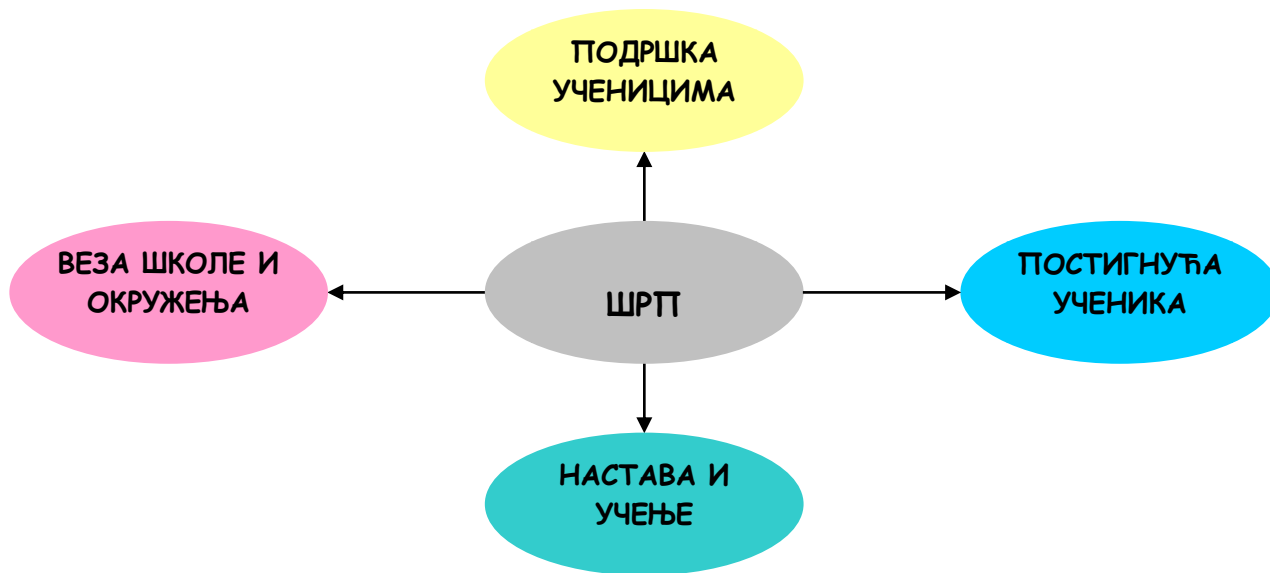 ПОДРШКА
УЧЕНИЦИМА
ВЕЗА ШКОЛЕ И
ОКРУЖЕЊА
ШРП
ПОСТИГНУЋА
УЧЕНИКА
НАСТАВА И
УЧЕЊЕ